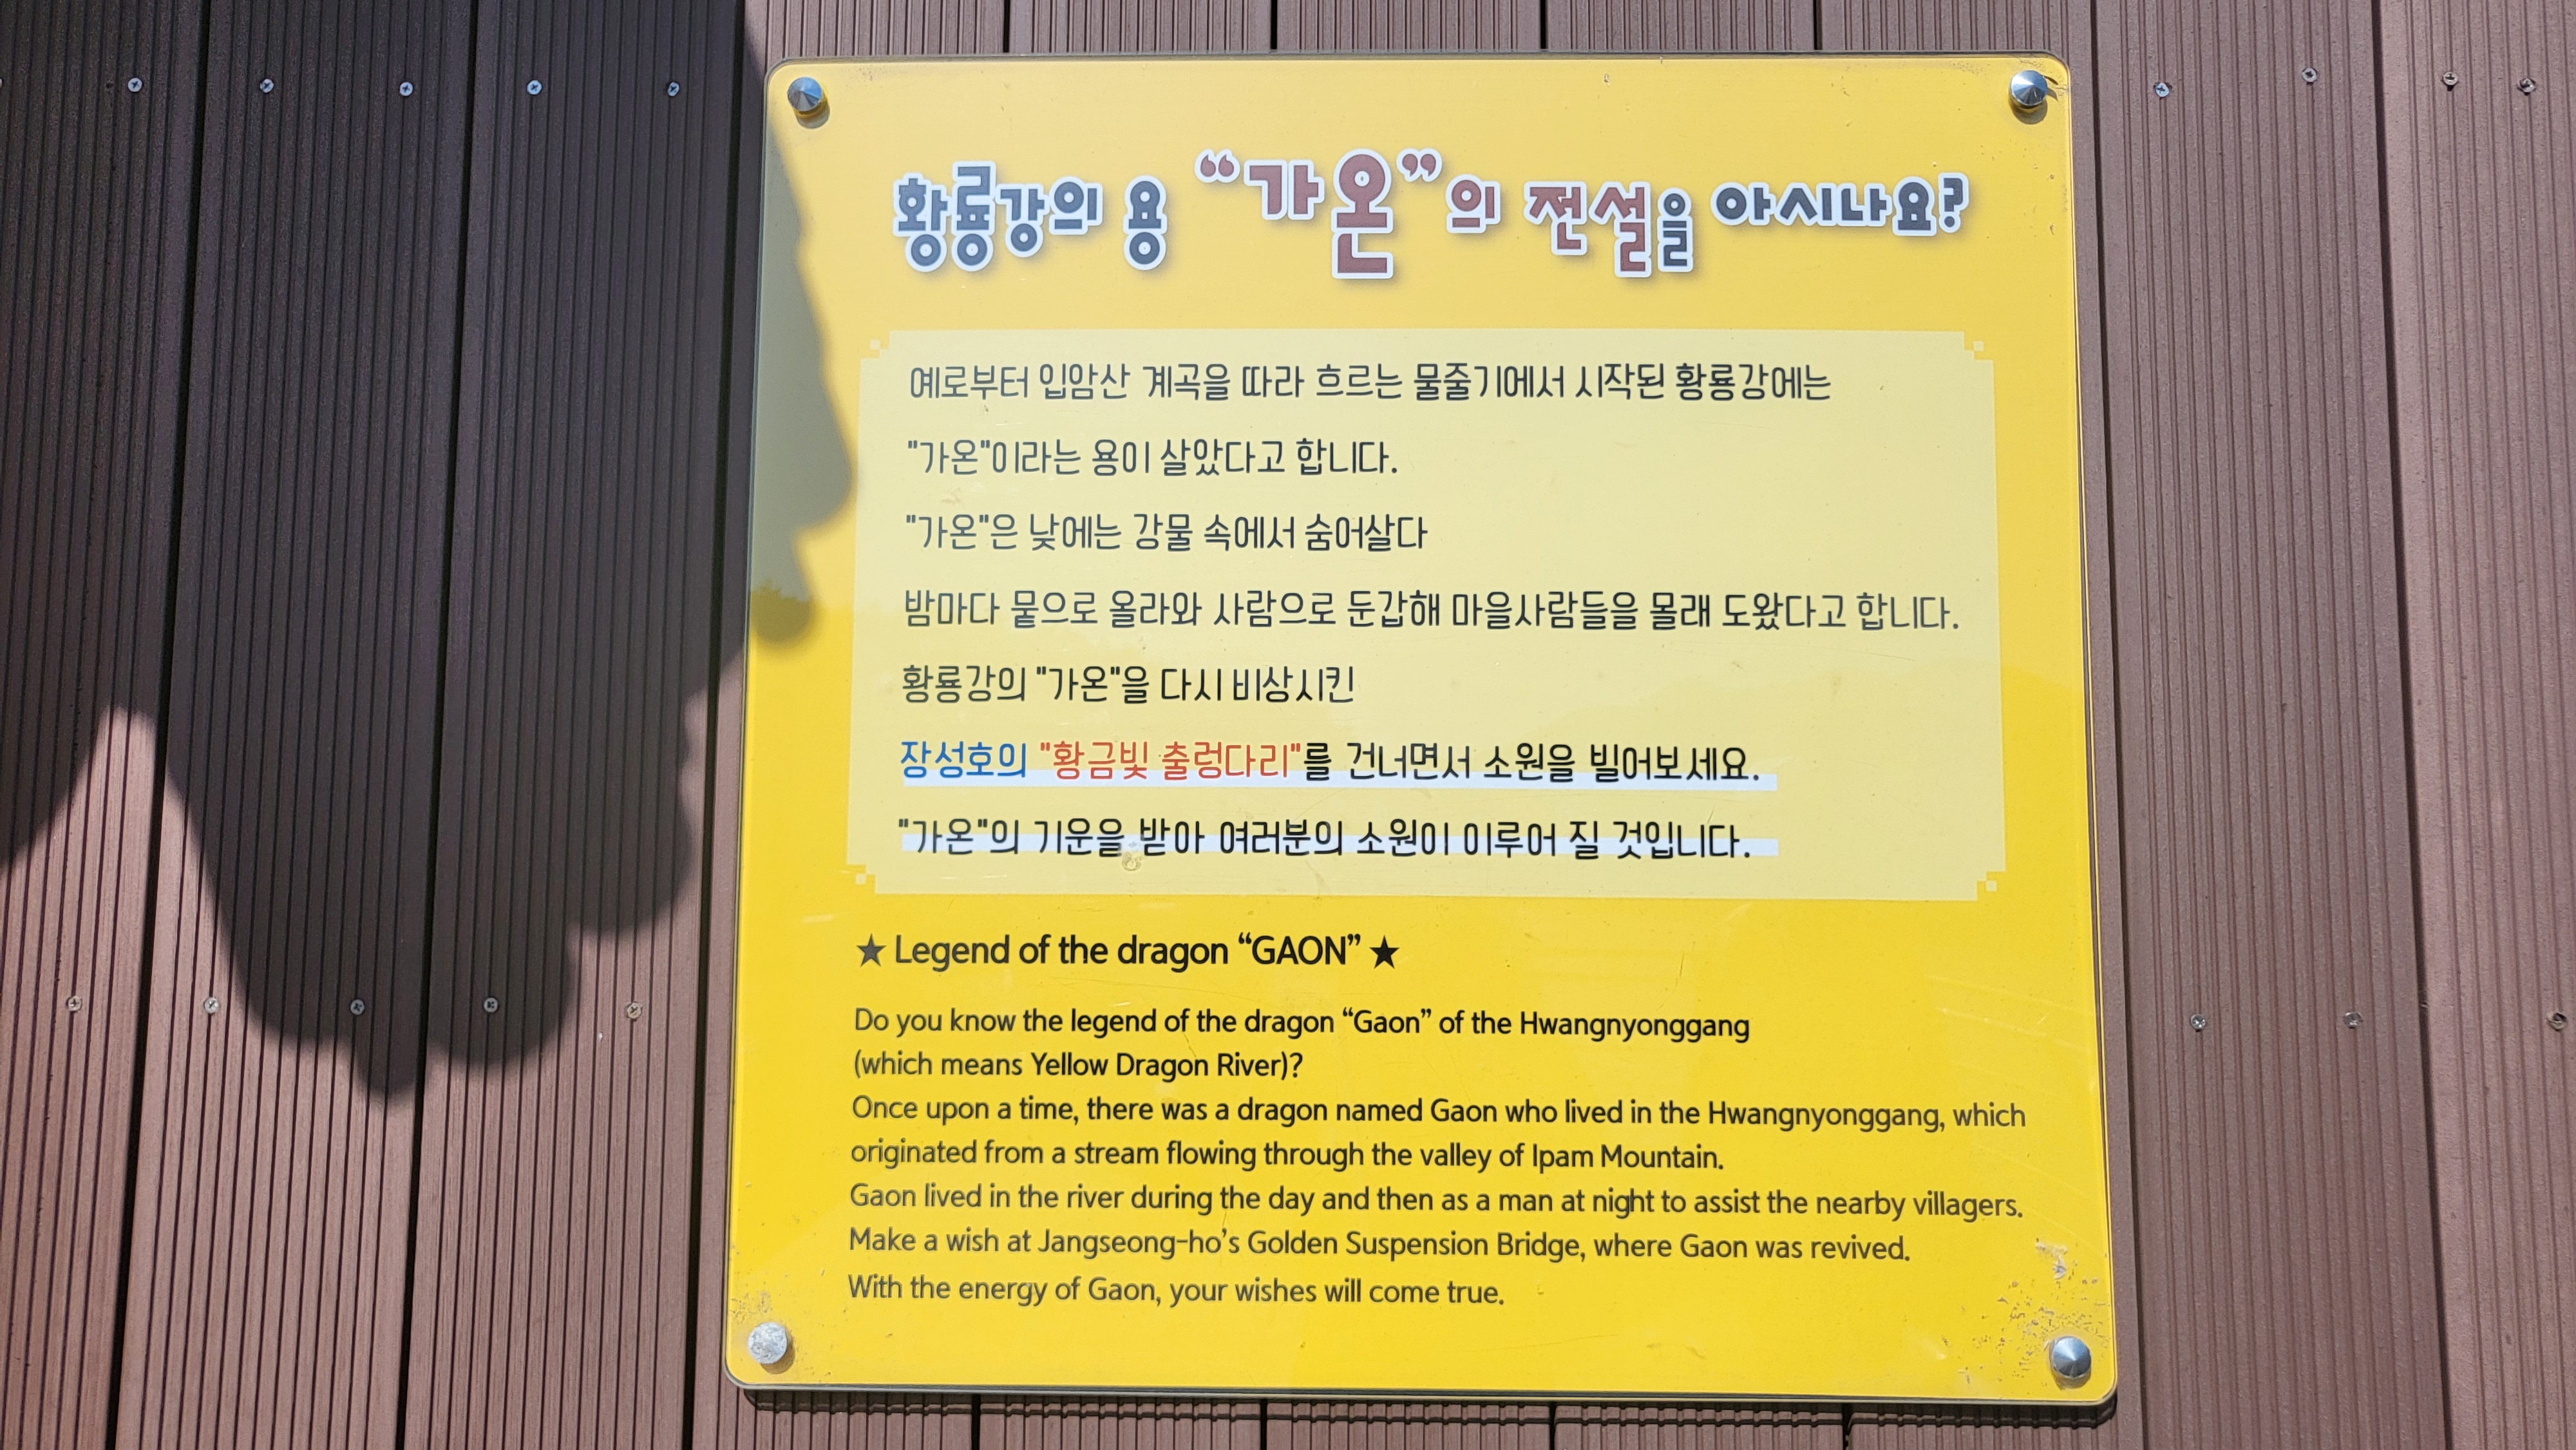 황룡강의 용 “가온”의 전설을 아시나요?
예로부터 입암산 계곡을 따라 흐르는 물줄기에서 시작된 황룡강에는
"가온"이라는 용이 살았다고 합니다.
"가온"은 낮에는 강물 속에서 숨어살다
밤마다 뭍으로 올라와 사람으로 둔갑해 마을사람들을 몰래 도왔다고 합니다.
황룡강의 "가온"을 다시 비상시킨
장성호의 "황금빛 출렁다리"를 건너면서 소원을 빌어보세요.
"가온"의 기운을 받아 여러분의 소원이 이루어 질 것입니다.
★ Legend of the dragon “GAON” ★
Do you know the legend of the dragon “Gaon” of the Hwangnyonggang
(which means Yellow Dragon River)?
Once upon a time, there was a dragon named Gaon who lived in the Hwangnyonggang, which
originated from a stream flowing through the valley of Ipam Mountain.
Gaon lived in the river during the day and then as a man at night to assist the nearby villagers.
Make a wish at Jangseong-ho’s Golden Suspension Bridge, where Gaon was revived.
With the energy of Gaon, your wishes will come true.